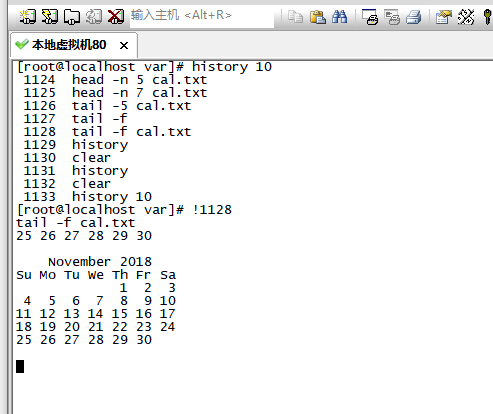 输入主机 <Alt+R>
本地虚拟机80
[root@localhost var]# history 10
 1124  head -n 5 cal.txt
 1125  head -n 7 cal.txt
 1126  tail -5 cal.txt
 1127  tail -f
 1128  tail -f cal.txt
 1129  history
 1130  clear
 1131  history
 1132  clear
 1133  history 10
[root@localhost var]# !1128
tail -f cal.txt
25 26 27 28 29 30
    November 2018
Su Mo Tu We Th Fr Sa
             1  2  3
 4  5  6  7  8  9 10
11 12 13 14 15 16 17
18 19 20 21 22 23 24
25 26 27 28 29 30